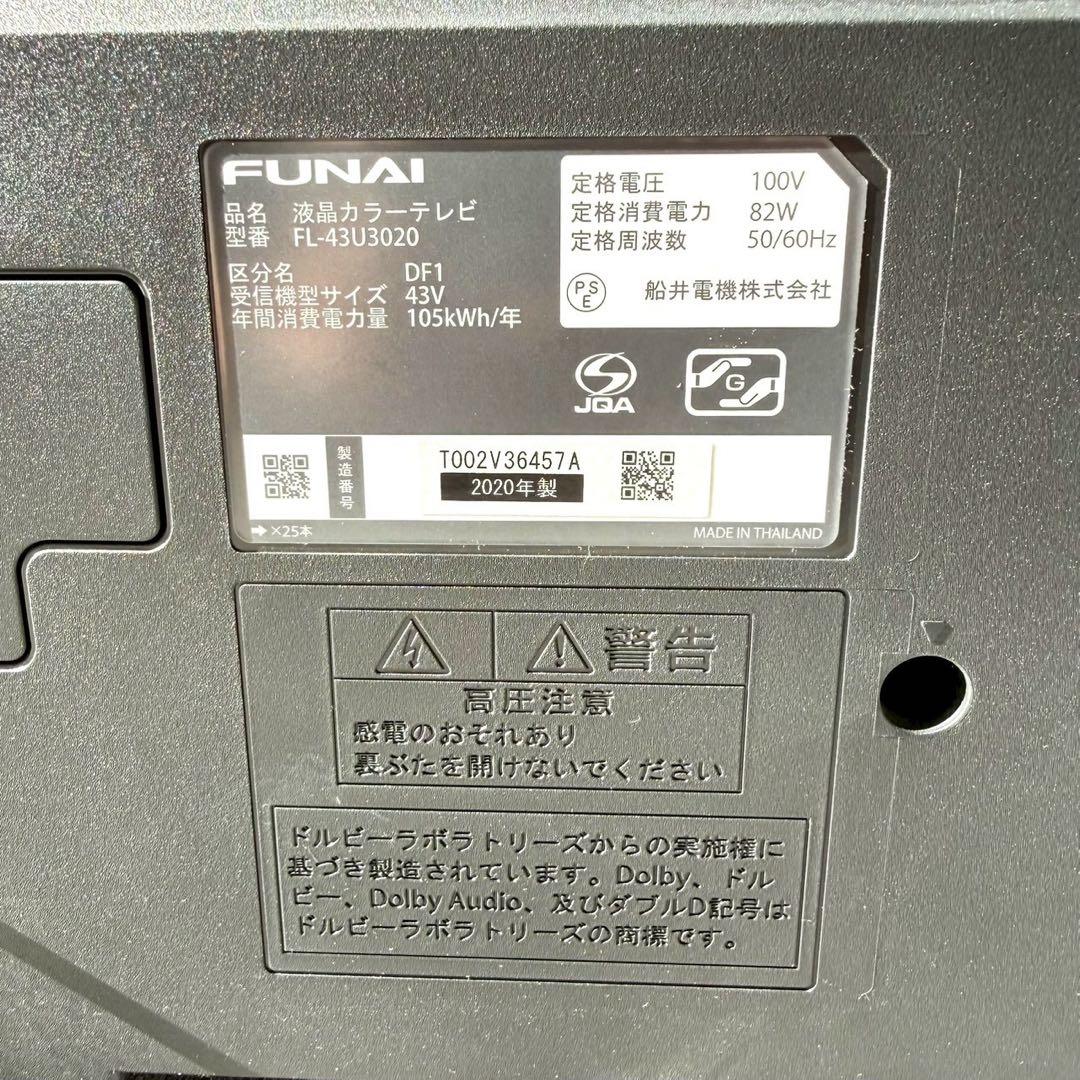 FUNAI
品名 液晶カラーテレビ
型番 FL-43U3020
区分名 DF1
受信機型サイズ 43V
年間消費電力量 105kWh/年
定格電圧 100V
定格消費電力 82W
定格周波数 50/60Hz
PSE 船井電機株式会社
JQA
G
製造番号
T002V36457A
2020年製
➡×25本
MADE IN THAILAND
警告
高圧注意
感電のおそれあり
裏ぶたを開けないでください
ドルビーラボラトリーズからの実施権に
基づき製造されています。Dolby、ドル
ビー、Dolby Audio、及びダブルD記号は
ドルビーラボラトリーズの商標です。